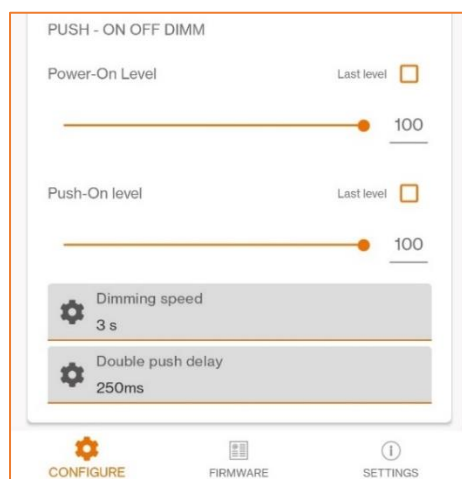 PUSH - ON OFF DIMM
Power-On Level Last level
100
Push-On level Last level
100
Dimming speed
3 s
Double push delay
250ms
CONFIGURE FIRMWARE SETTINGS